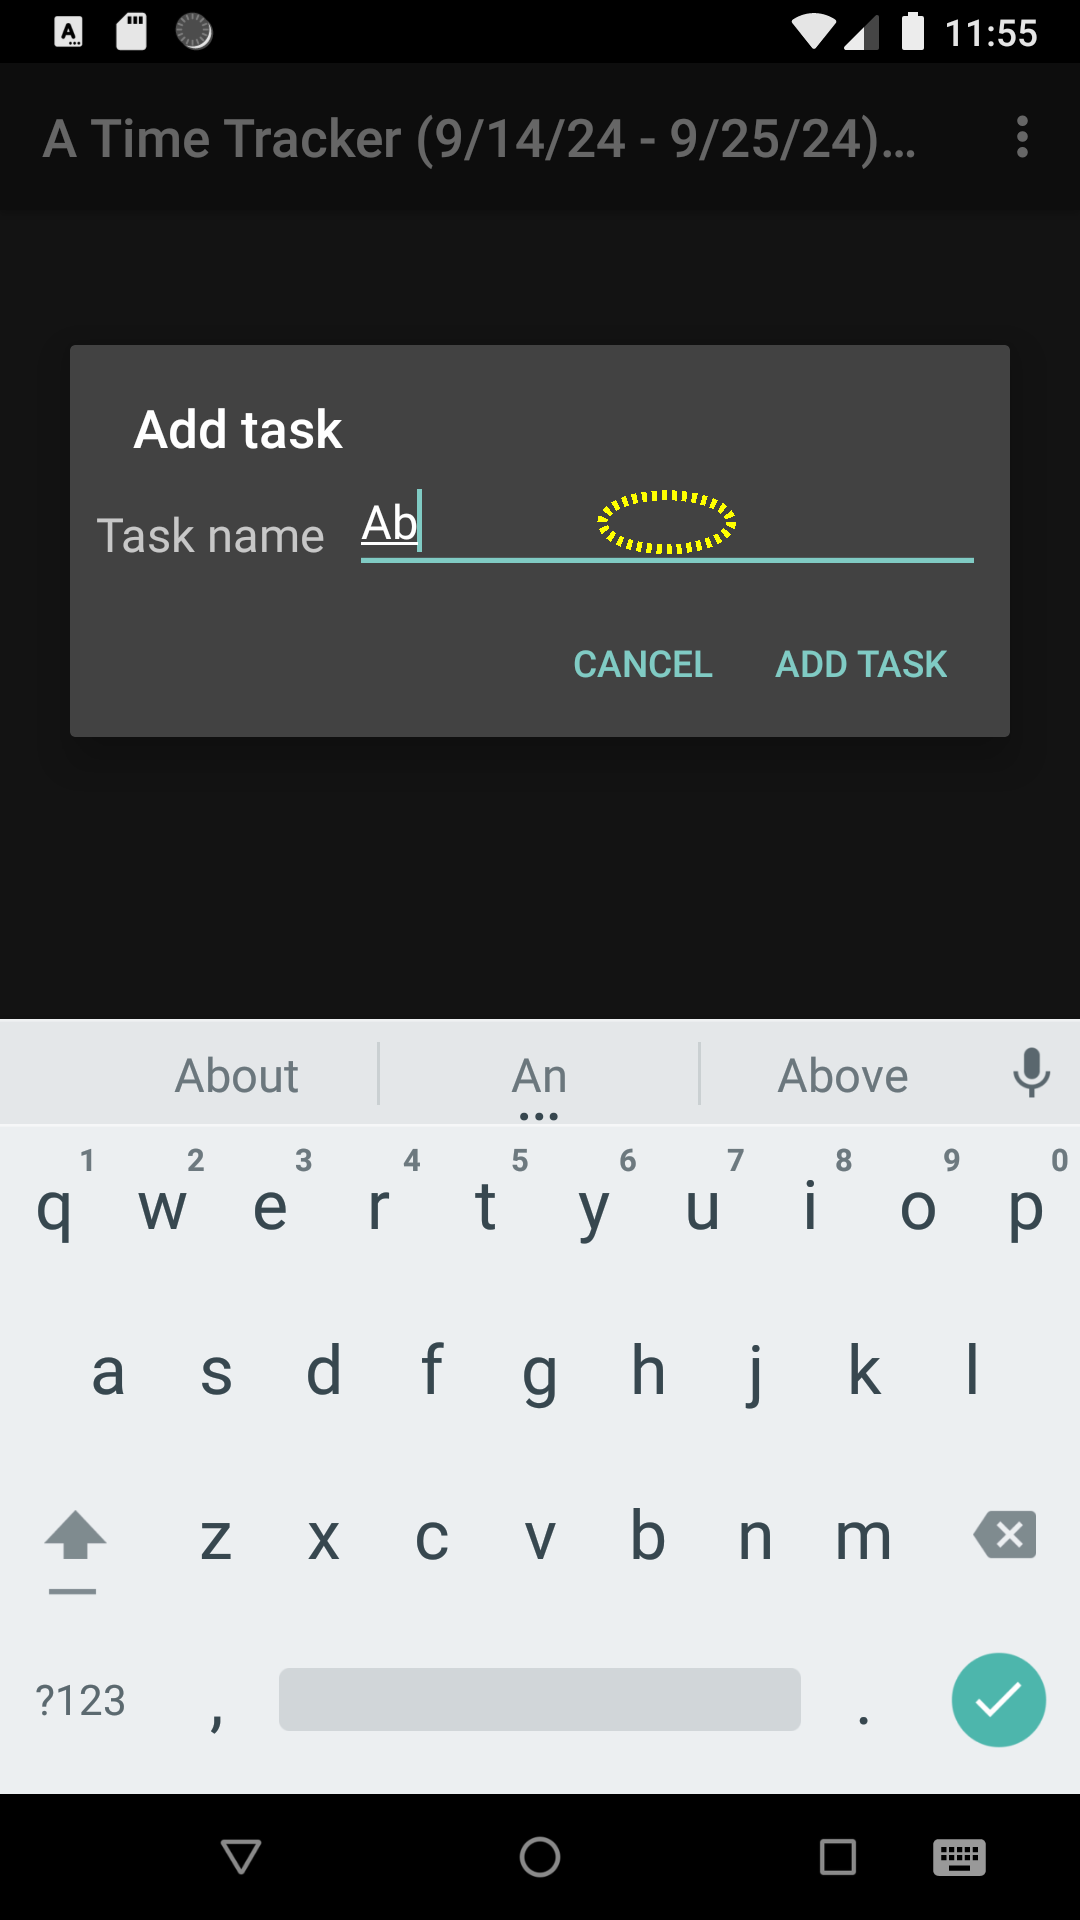 11:55
A Time Tracker (9/14/24 - 9/25/24)...
Add task
Task name Ab
CANCEL ADD TASK
About An Above
1 2 3 4 5 6 7 8 9 0
q w e r t y u i o p
a s d f g h j k l
z x c v b n m
?123 , .